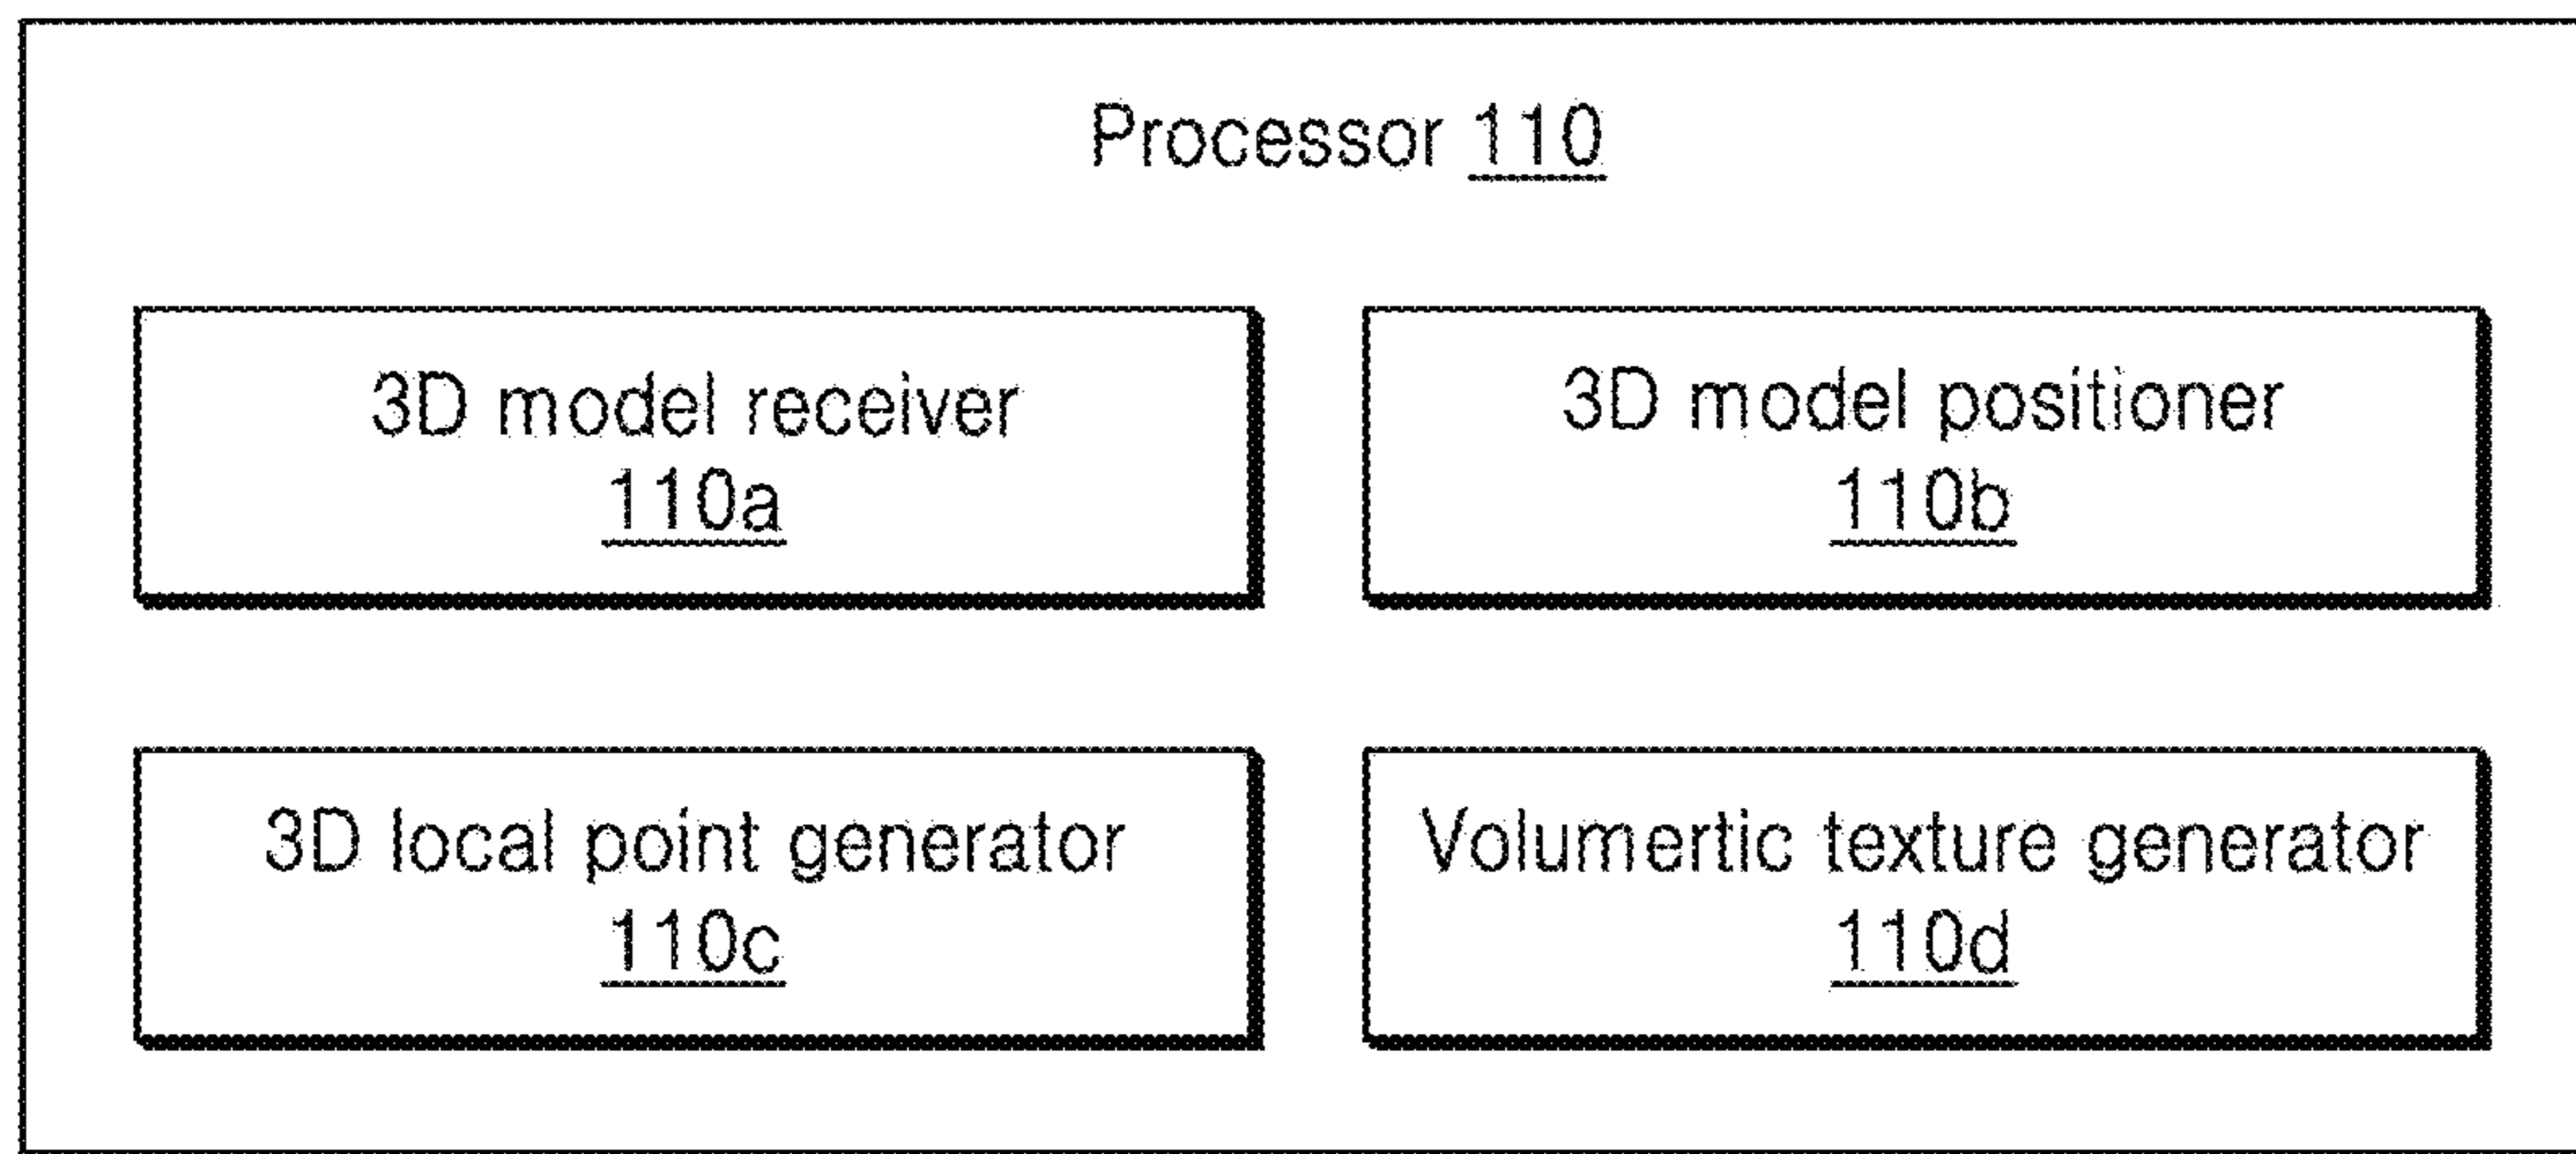 Processor 110
3D model receiver
110a
3D model positioner
110b
3D local point generator
110c
Volumertic texture generator
110d